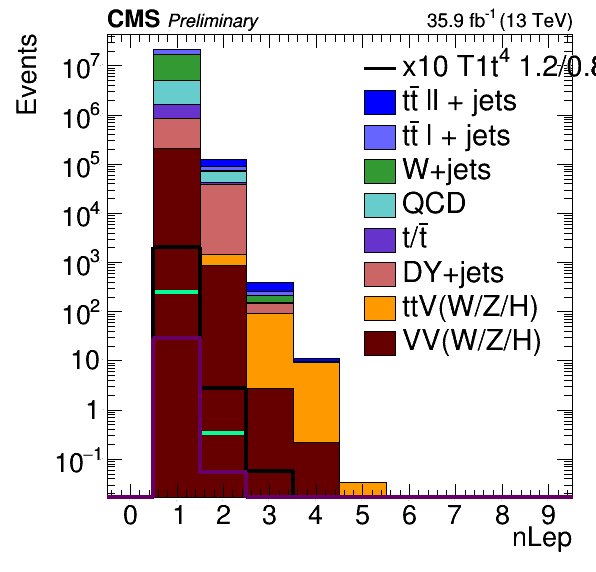 CMS Preliminary 35.9 fb⁻¹ (13 TeV)
Events
10⁷
10⁶
10⁵
10⁴
10³
10²
10
1
10⁻¹
x10 T1t⁴ 1.2/0.8
tt̄ ll + jets
tt̄ l + jets
W+jets
QCD
t/t̄
DY+jets
ttV(W/Z/H)
VV(W/Z/H)
0 1 2 3 4 5 6 7 8 9
nLep